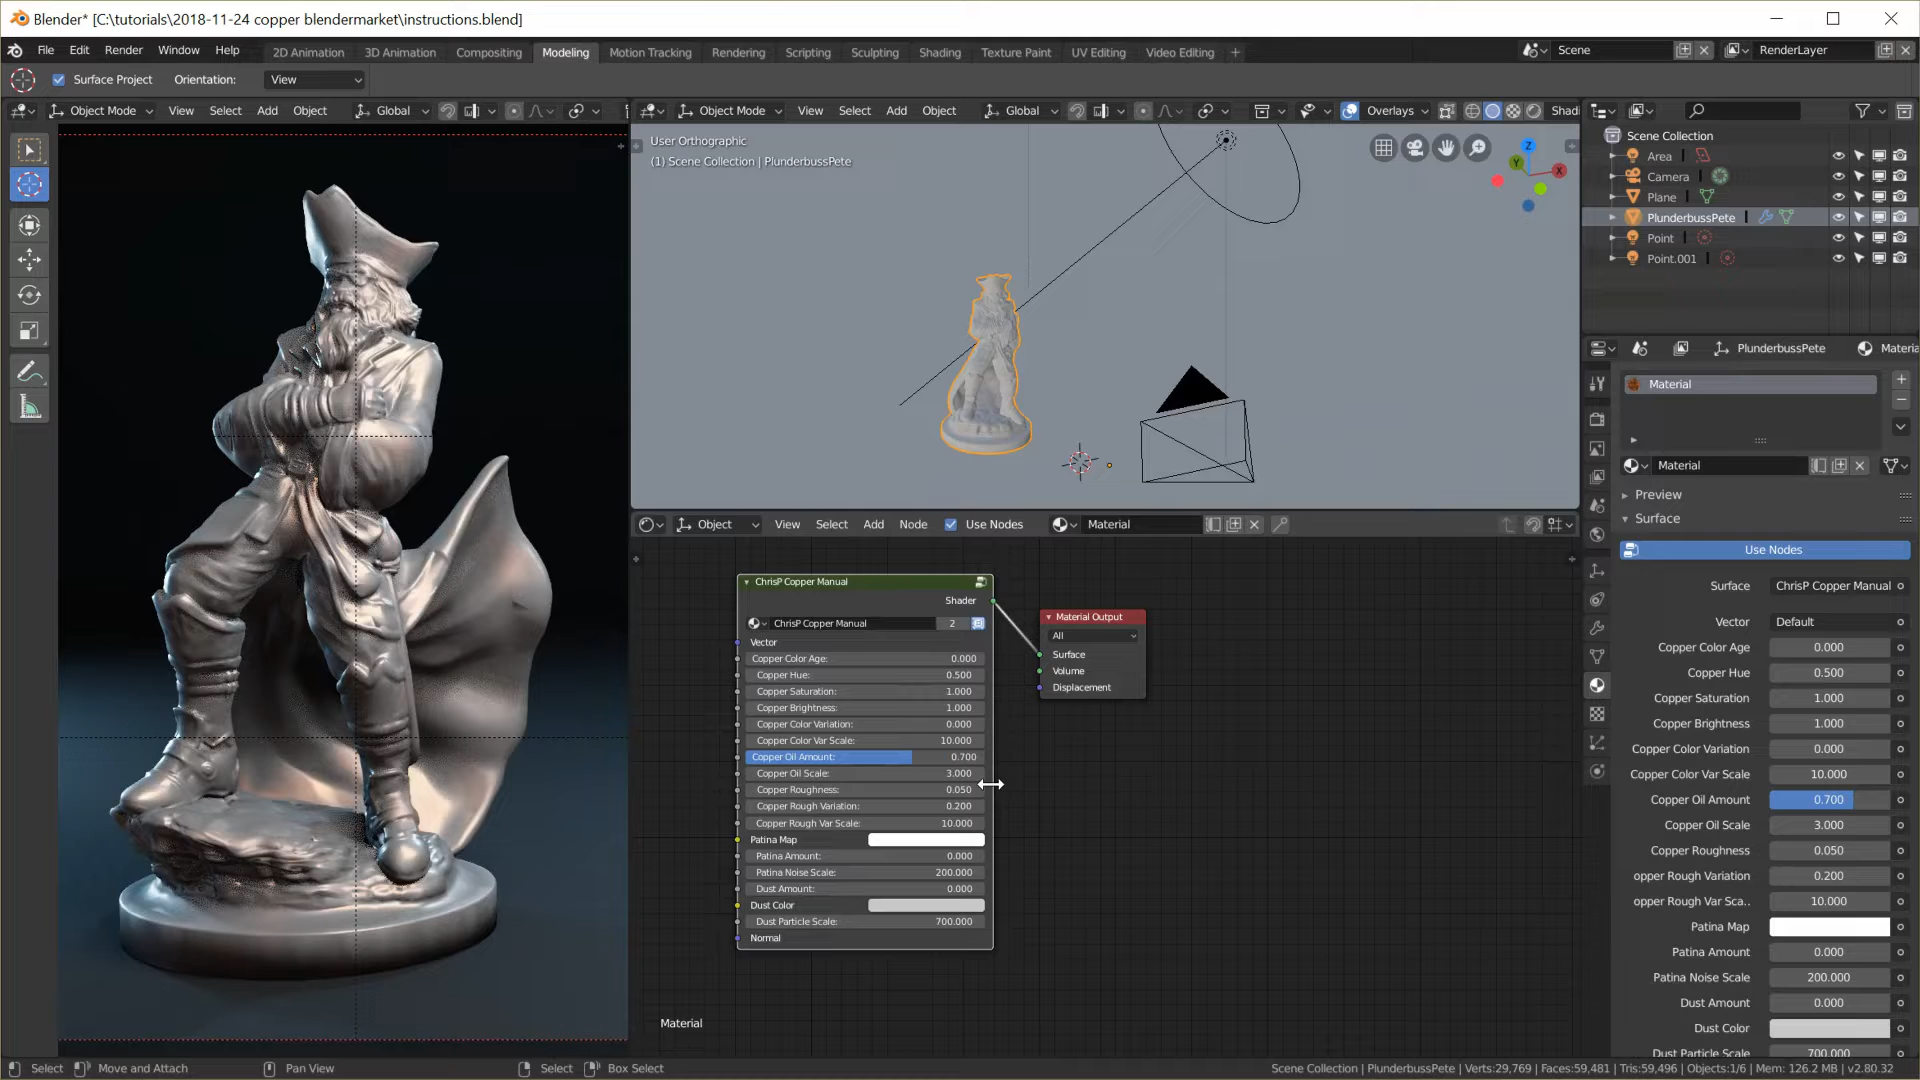 Blender* [C:\tutorials\2018-11-24 copper blendermarket\instructions.blend]
File Edit Render Window Help 2D Animation 3D Animation Compositing Modeling Motion Tracking Rendering Scripting Sculpting Shading Texture Paint UV Editing Video Editing + Scene RenderLayer
Surface Project Orientation: View
Object Mode View Select Add Object Global
Object Mode View Select Add Object Global Overlays Shadi
User Orthographic
(1) Scene Collection | PlunderbussPete
Z
Y
X
Scene Collection
Area
Camera
Plane
PlunderbussPete
Point
Point.001
PlunderbussPete Materia
Material
Material
Preview
Surface
Use Nodes
Surface ChrisP Copper Manual
Vector Default
Copper Color Age 0.000
Copper Hue 0.500
Copper Saturation 1.000
Copper Brightness 1.000
Copper Color Variation 0.000
Copper Color Var Scale 10.000
Copper Oil Amount 0.700
Copper Oil Scale 3.000
Copper Roughness 0.050
opper Rough Variation 0.200
opper Rough Var Sca.. 10.000
Patina Map
Patina Amount 0.000
Patina Noise Scale 200.000
Dust Amount 0.000
Dust Color
Dust Particle Scale 700.000
Object View Select Add Node Use Nodes Material
ChrisP Copper Manual
Shader
ChrisP Copper Manual 2
Vector
Copper Color Age: 0.000
Copper Hue: 0.500
Copper Saturation: 1.000
Copper Brightness: 1.000
Copper Color Variation: 0.000
Copper Color Var Scale: 10.000
Copper Oil Amount: 0.700
Copper Oil Scale: 3.000
Copper Roughness: 0.050
Copper Rough Variation: 0.200
Copper Rough Var Scale: 10.000
Patina Map
Patina Amount: 0.000
Patina Noise Scale: 200.000
Dust Amount: 0.000
Dust Color
Dust Particle Scale: 700.000
Normal
Material Output
All
Surface
Volume
Displacement
Material
Select Move and Attach Pan View Select Box Select Scene Collection | PlunderbussPete | Verts:29,769 | Faces:59,481 | Tris:59,496 | Objects:1/6 | Mem: 126.2 MB | v2.80.32